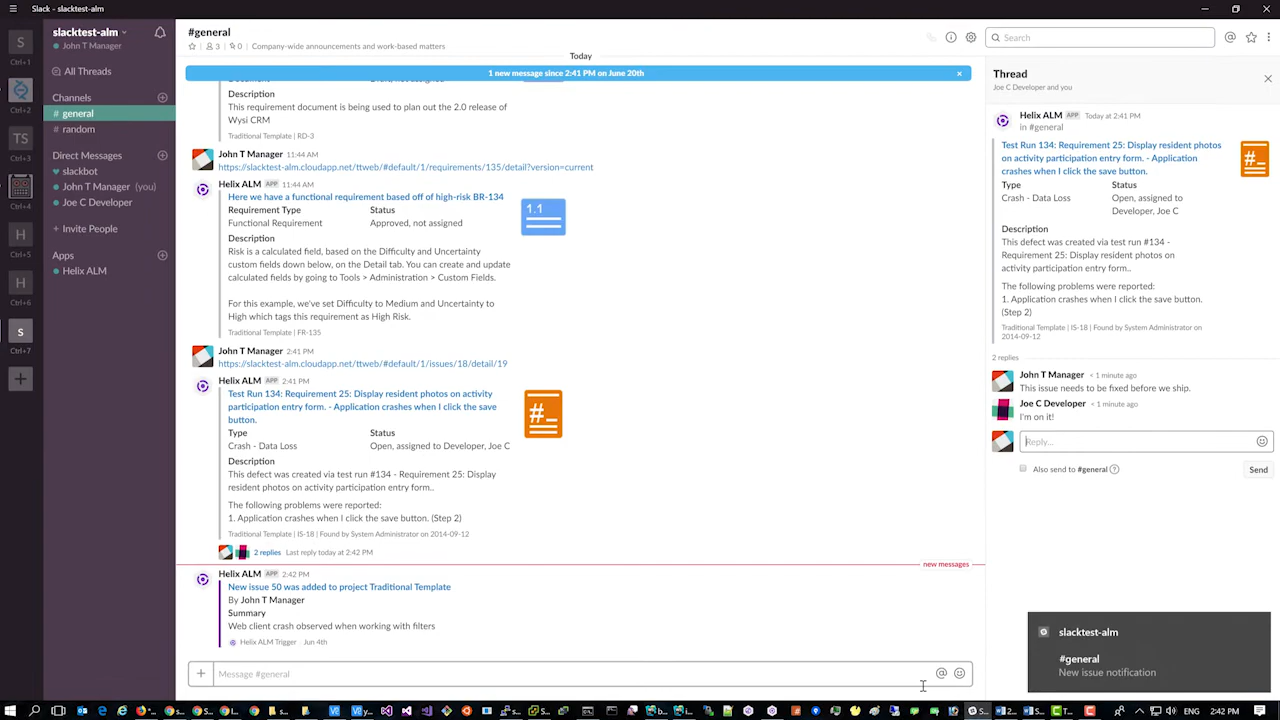 Slack - slacktest-alm
slacktest-alm
John T Manager
All Threads
Channels
# general
# random
Direct Messages
slackbot
John T Manager (you)
Joe C Developer
+ Invite People
Apps
Helix ALM
S
Ctrl+2
H
Ctrl+5
H
Ctrl+6
S
Ctrl+7
#general
3
0
Company-wide announcements and work-based matters
Search
Today
1 new message since 2:41 PM on June 20th
Description
This requirement document is being used to plan out the 2.0 release of
Wysi CRM
Traditional Template | RD-3
John T Manager 11:44 AM
https://slacktest-alm.cloudapp.net/ttweb/#default/1/requirements/135/detail?version=current
Helix ALM APP 11:44 AM
Here we have a functional requirement based off of high-risk BR-134
Requirement Type Status
Functional Requirement Approved, not assigned
1.1
Description
Risk is a calculated field, based on the Difficulty and Uncertainty
custom fields down below, on the Detail tab. You can create and update
calculated fields by going to Tools > Administration > Custom Fields.
For this example, we've set Difficulty to Medium and Uncertainty to
High which tags this requirement as High Risk.
Traditional Template | FR-135
John T Manager 2:41 PM
https://slacktest-alm.cloudapp.net/ttweb/#default/1/issues/18/detail/19
Helix ALM APP 2:41 PM
Test Run 134: Requirement 25: Display resident photos on activity
participation entry form. - Application crashes when I click the save
button.
Type Status
Crash - Data Loss Open, assigned to Developer, Joe C
Description
This defect was created via test run #134 - Requirement 25: Display
resident photos on activity participation entry form..
The following problems were reported:
1. Application crashes when I click the save button. (Step 2)
Traditional Template | IS-18 | Found by System Administrator on 2014-09-12
2 replies Last reply today at 2:42 PM
new messages
Helix ALM APP 2:42 PM
New issue 50 was added to project Traditional Template
By John T Manager
Summary
Web client crash observed when working with filters
Helix ALM Trigger · Jun 4th
Message #general
Thread
Joe C Developer and you
Helix ALM APP Today at 2:41 PM
in #general
Test Run 134: Requirement 25: Display resident photos
on activity participation entry form. - Application
crashes when I click the save button.
Type Status
Crash - Data Loss Open, assigned to
Developer, Joe C
Description
This defect was created via test run #134 -
Requirement 25: Display resident photos on
activity participation entry form..
The following problems were reported:
1. Application crashes when I click the save button.
(Step 2)
Traditional Template | IS-18 | Found by System Administrator on
2014-09-12
2 replies
John T Manager < 1 minute ago
This issue needs to be fixed before we ship.
Joe C Developer < 1 minute ago
I'm on it!
Reply...
Also send to #general
Send
slacktest-alm
#general
New issue notification
2:42 PM